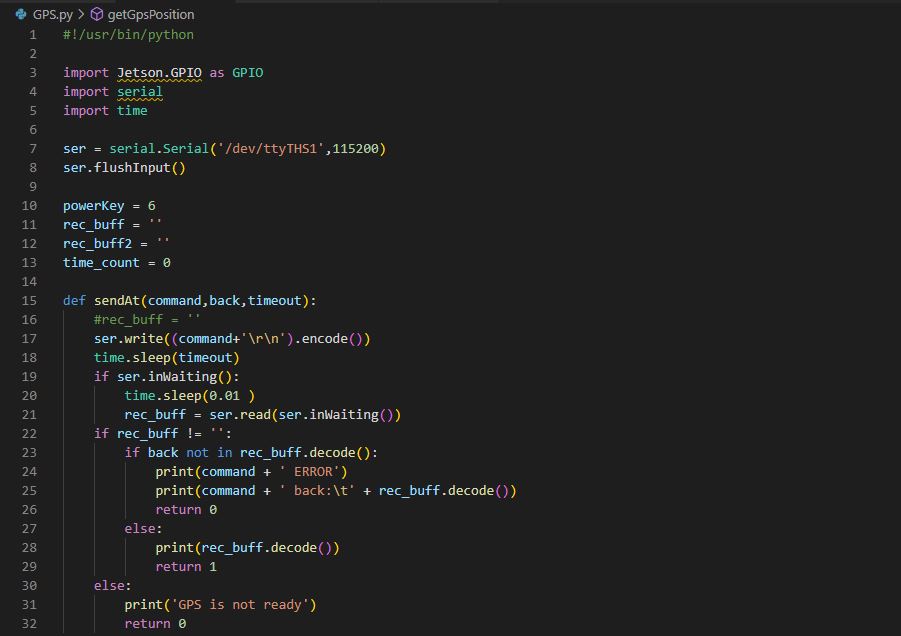 GPS.py > getGpsPosition
1 #!/usr/bin/python
2
3 import Jetson.GPIO as GPIO
4 import serial
5 import time
6
7 ser = serial.Serial('/dev/ttyTHS1',115200)
8 ser.flushInput()
9
10 powerKey = 6
11 rec_buff = ''
12 rec_buff2 = ''
13 time_count = 0
14
15 def sendAt(command,back,timeout):
16     #rec_buff = ''
17     ser.write((command+'\r\n').encode())
18     time.sleep(timeout)
19     if ser.inWaiting():
20         time.sleep(0.01 )
21         rec_buff = ser.read(ser.inWaiting())
22     if rec_buff != '':
23         if back not in rec_buff.decode():
24             print(command + ' ERROR')
25             print(command + ' back:\t' + rec_buff.decode())
26             return 0
27         else:
28             print(rec_buff.decode())
29             return 1
30     else:
31         print('GPS is not ready')
32         return 0